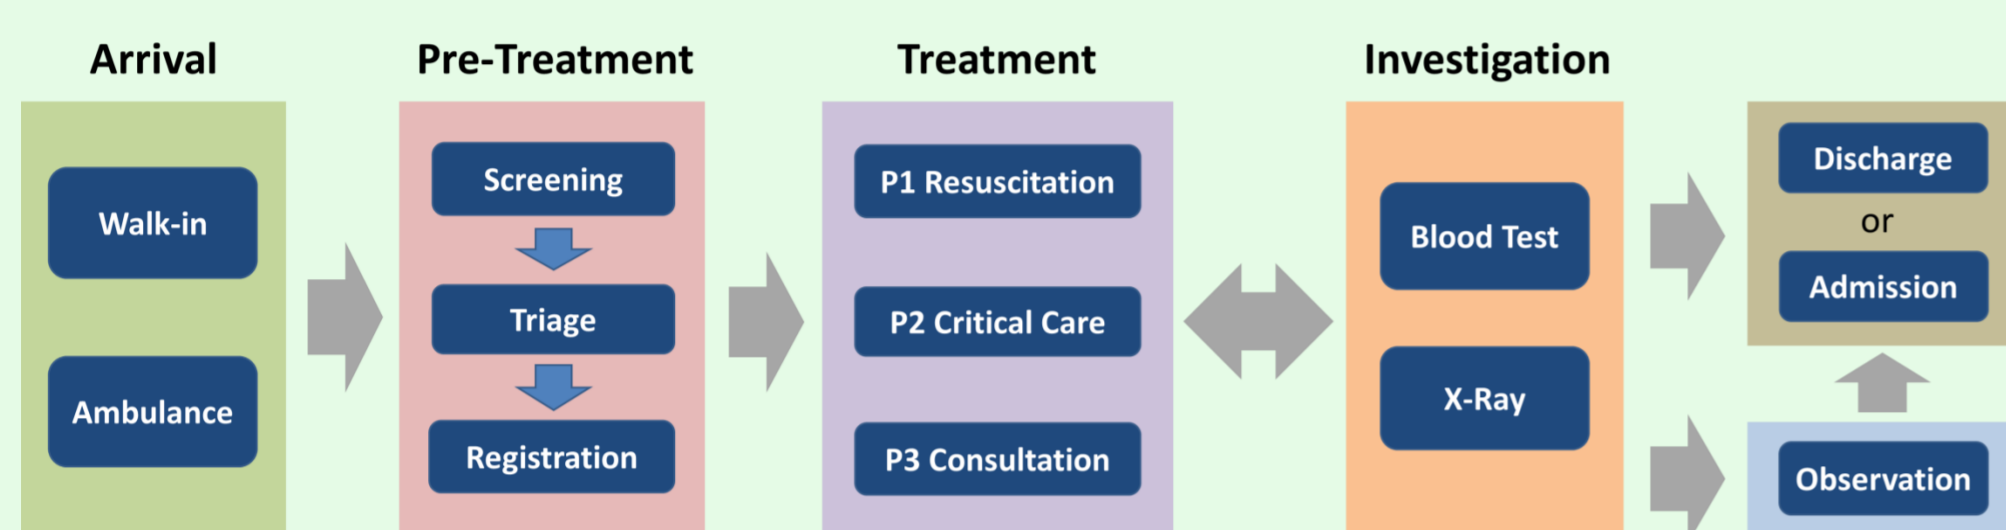 Arrival
Walk-in
Ambulance
Pre-Treatment
Screening
Triage
Registration
Treatment
P1 Resuscitation
P2 Critical Care
P3 Consultation
Investigation
Blood Test
X-Ray
Discharge
or
Admission
Observation